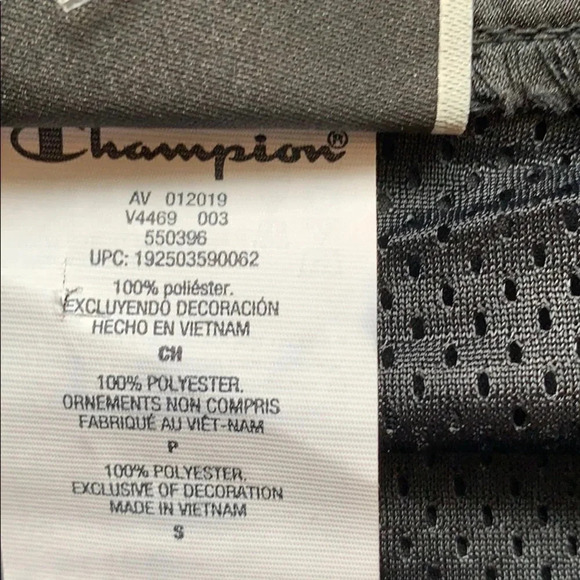 Champion®
AV 012019
V4469 003
550396
UPC: 192503590062
100% poliéster.
EXCLUYENDO DECORACIÓN
HECHO EN VIETNAM
CH
100% POLYESTER.
ORNEMENTS NON COMPRIS
FABRIQUÉ AU VIÊT-NAM
P
100% POLYESTER.
EXCLUSIVE OF DECORATION
MADE IN VIETNAM
S